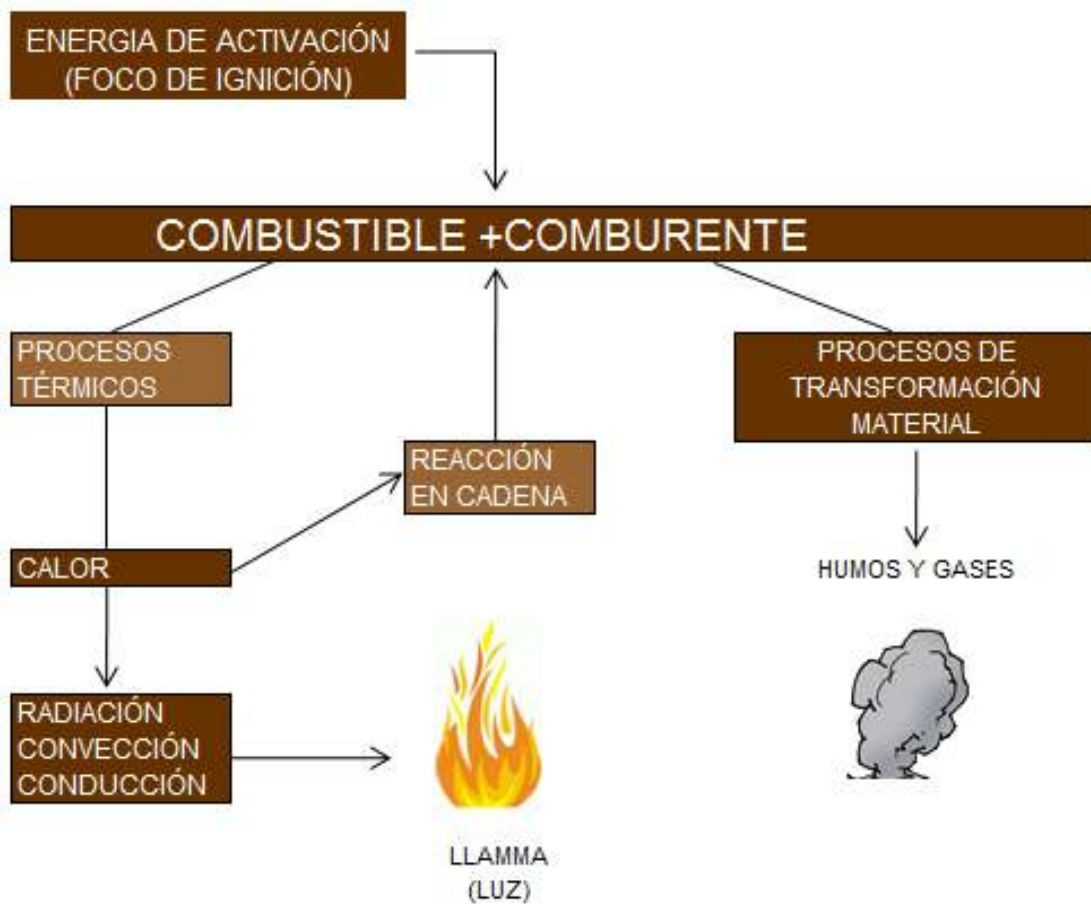 ENERGIA DE ACTIVACIÓN
(FOCO DE IGNICIÓN)
COMBUSTIBLE +COMBURENTE
PROCESOS
TÉRMICOS
PROCESOS DE
TRANSFORMACIÓN
MATERIAL
REACCIÓN
EN CADENA
CALOR
HUMOS Y GASES
RADIACIÓN
CONVECCIÓN
CONDUCCIÓN
LLAMMA
(LUZ)